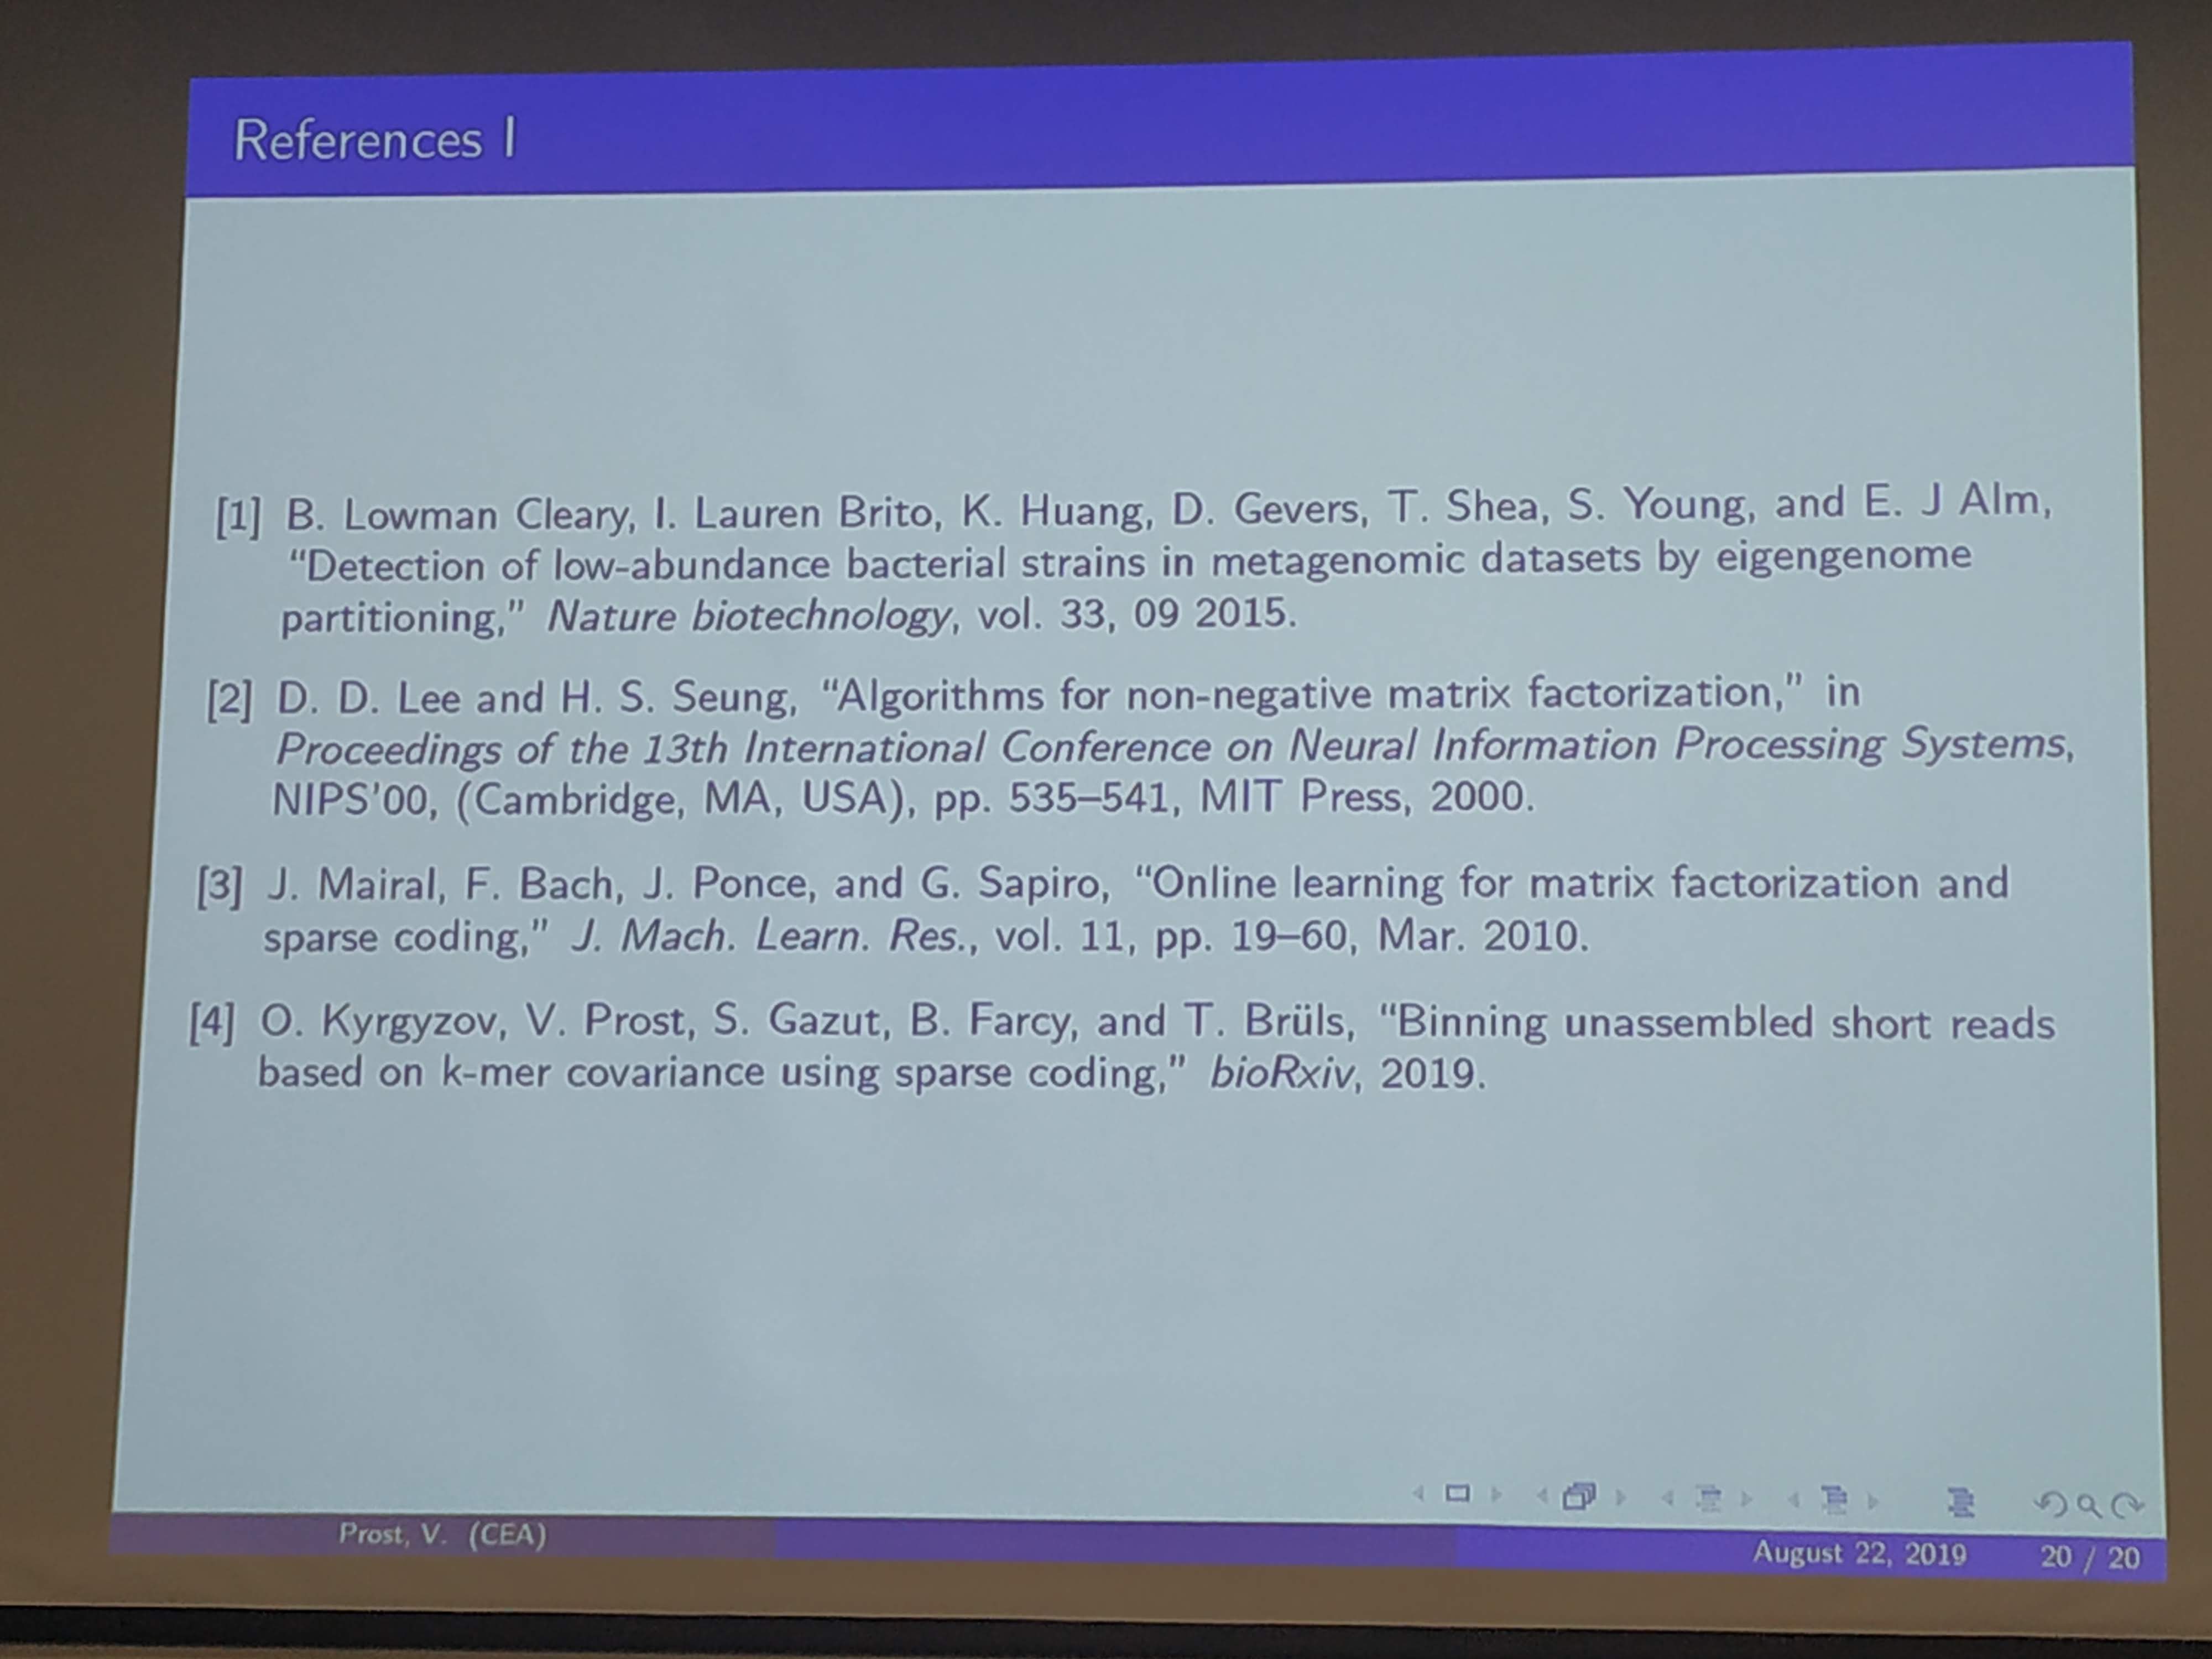 References I
[1] B. Lowman Cleary, I. Lauren Brito, K. Huang, D. Gevers, T. Shea, S. Young, and E. J Alm,
“Detection of low-abundance bacterial strains in metagenomic datasets by eigengenome
partitioning,” Nature biotechnology, vol. 33, 09 2015.
[2] D. D. Lee and H. S. Seung, “Algorithms for non-negative matrix factorization,” in
Proceedings of the 13th International Conference on Neural Information Processing Systems,
NIPS’00, (Cambridge, MA, USA), pp. 535–541, MIT Press, 2000.
[3] J. Mairal, F. Bach, J. Ponce, and G. Sapiro, “Online learning for matrix factorization and
sparse coding,” J. Mach. Learn. Res., vol. 11, pp. 19–60, Mar. 2010.
[4] O. Kyrgyzov, V. Prost, S. Gazut, B. Farcy, and T. Brüls, “Binning unassembled short reads
based on k-mer covariance using sparse coding,” bioRxiv, 2019.
Prost, V. (CEA)
August 22, 2019
20 / 20